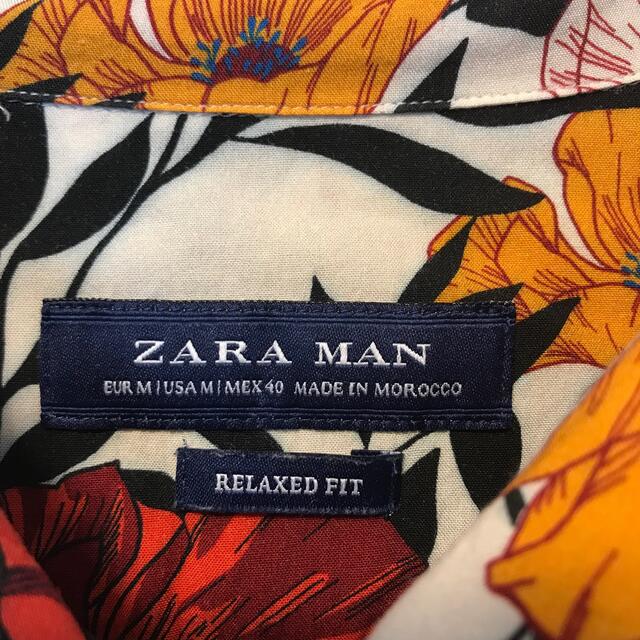 ZARA MAN
EUR M | USA M | MEX 40 MADE IN MOROCCO
RELAXED FIT